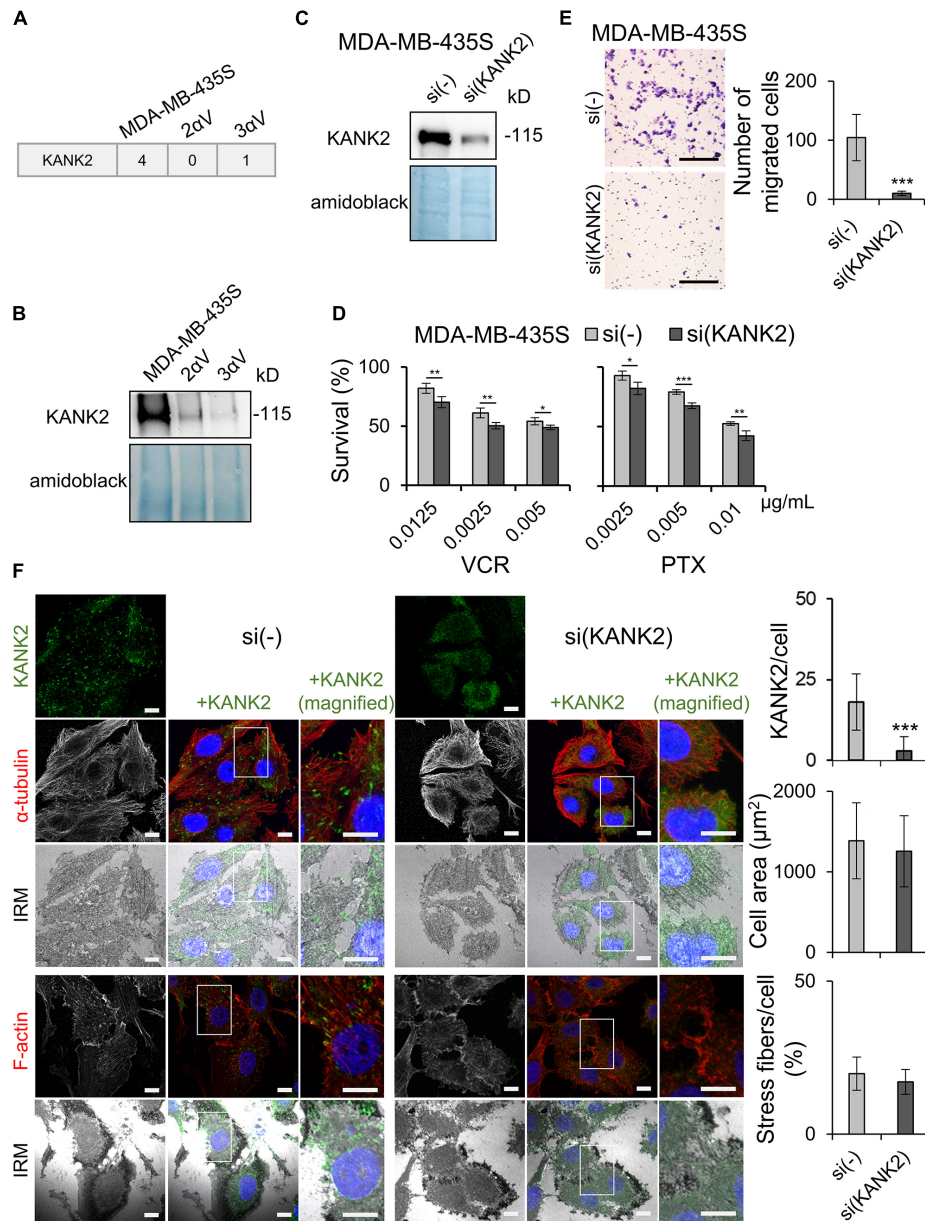 A
MDA-MB-435S
2αV
3αV
KANK2 4 0 1
B
MDA-MB-435S
2αV
3αV
kD
KANK2
-115
amidoblack
C
MDA-MB-435S
si(-)
si(KANK2)
kD
KANK2
-115
amidoblack
D
MDA-MB-435S
si(-)
si(KANK2)
Survival (%)
100
50
0
** ** *
* *** **
0.0125 0.0025 0.005
0.0025 0.005 0.01
µg/mL
VCR
PTX
E
MDA-MB-435S
si(-)
si(KANK2)
Number of
migrated cells
200
100
0
***
si(-)
si(KANK2)
F
KANK2
si(-)
+KANK2
+KANK2
(magnified)
si(KANK2)
+KANK2
+KANK2
(magnified)
α-tubulin
IRM
F-actin
IRM
KANK2/cell
50
25
0
***
Cell area (µm²)
2000
1000
0
Stress fibers/cell
(%)
50
0
si(-)
si(KANK2)